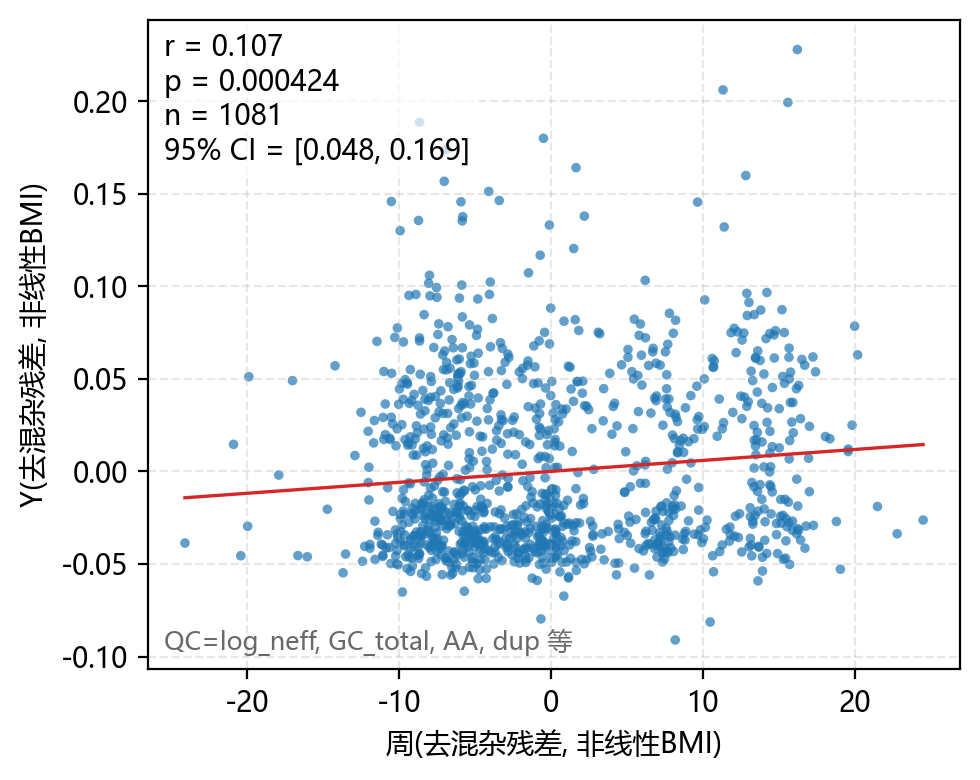 r = 0.107
p = 0.000424
n = 1081
95% CI = [0.048, 0.169]
0.20
0.15
0.10
0.05
0.00
-0.05
-0.10
Y(去混杂残差, 非线性BMI)
QC=log_neff, GC_total, AA, dup 等
-20 -10 0 10 20
周(去混杂残差, 非线性BMI)